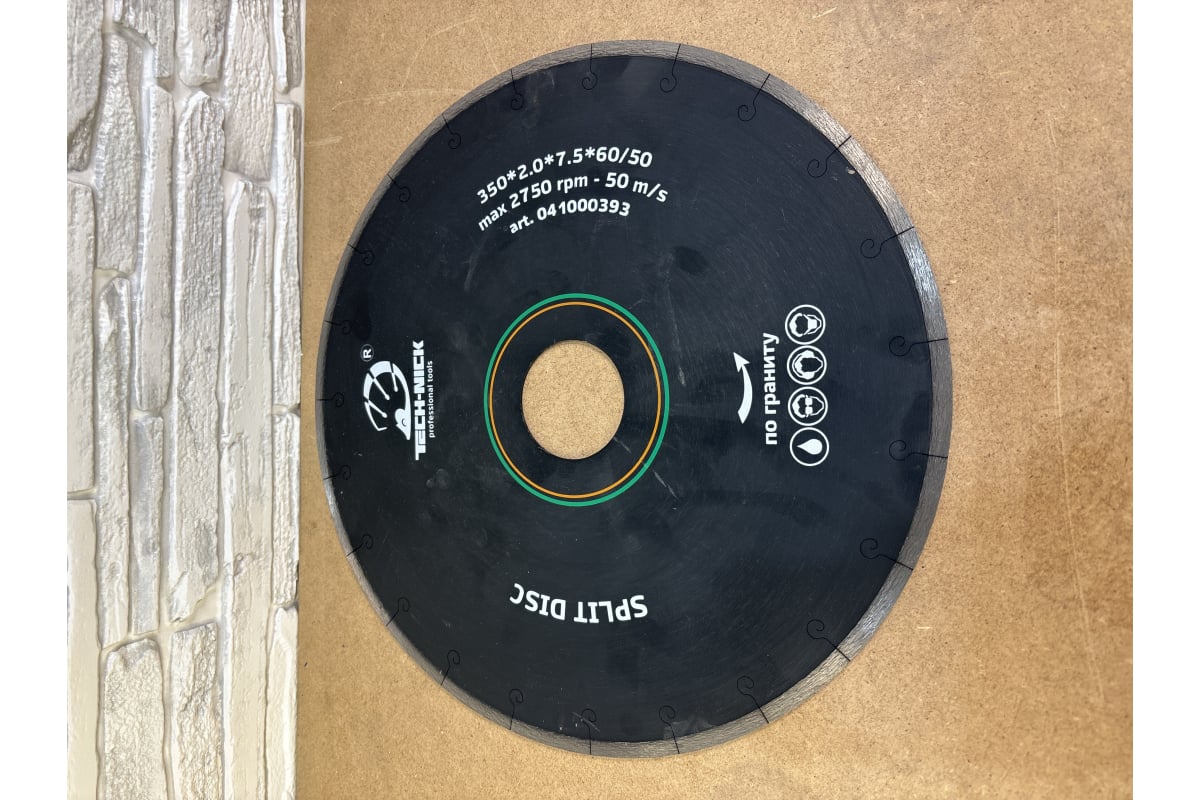 350*2.0*7.5*60/50
max 2750 rpm - 50 m/s
art. 041000393
®
TECH-NICK
professional tools
по граниту
SPLIT DISC